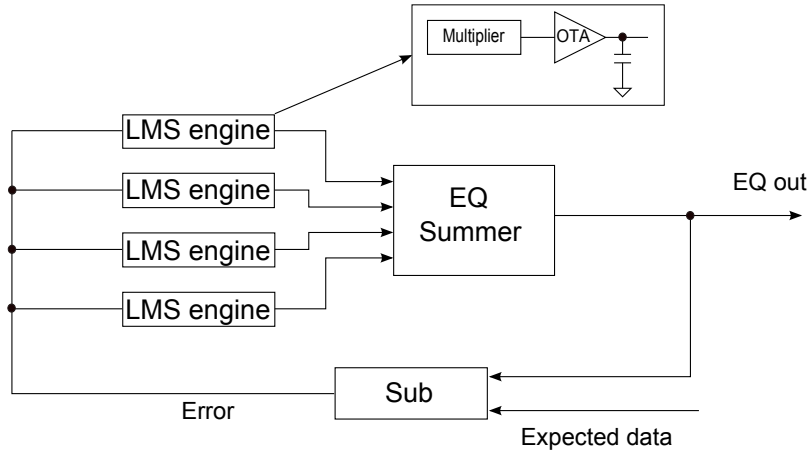 Multiplier
OTA
LMS engine
LMS engine
LMS engine
LMS engine
EQ
Summer
EQ out
Sub
Error
Expected data